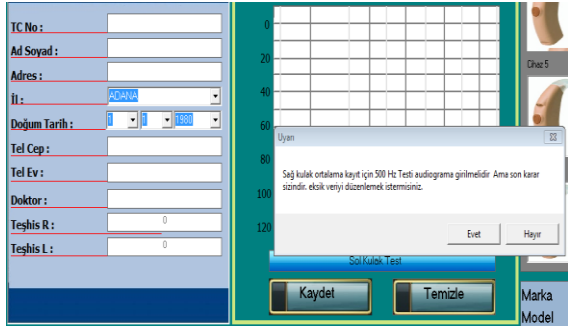 TC No :
Ad Soyad :
Adres :
İl :
ADANA
Doğum Tarih :
1
1
1980
Tel Cep :
Tel Ev :
Doktor :
Teşhis R :
0
Teşhis L :
0
0
20
40
60
80
100
120
Uyarı
Sağ kulak ortalama kayıt için 500 Hz Testi audiograma girilmelidir Ama son karar
sizindir. eksik veriyi düzenlemek istermisiniz.
Evet
Hayır
Sol Kulak Test
Kaydet
Temizle
Cihaz 5
Marka
Model